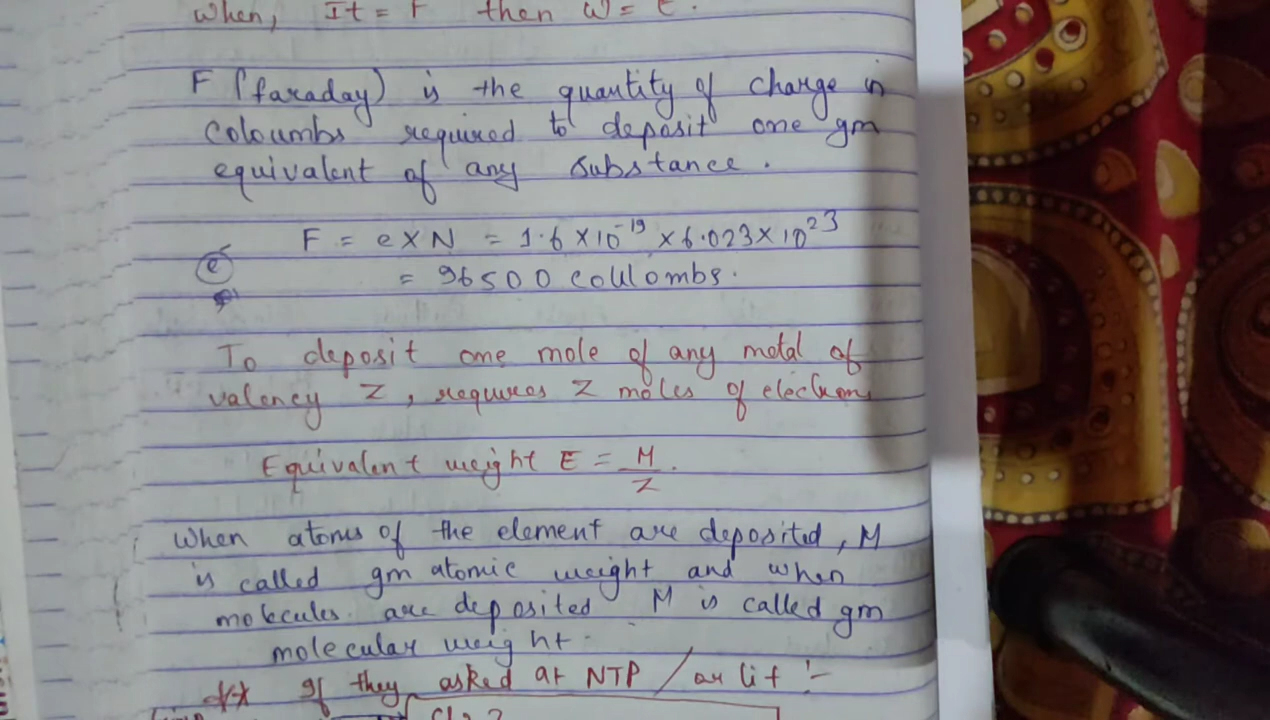 When, It = F then W = E.
F (faraday) is the quantity of charge in
Coloumbs required to deposit one gm
equivalent of any substance.
F = e×N = 1.6×10⁻¹⁹ ×6.023×10²³
e
= 96500 coulombs.
To deposit one mole of any metal of
valency Z, requires Z moles of electrons
Equivalent weight E = M/Z.
When atoms of the element are deposited, M
is called gm atomic weight and when
molecules are deposited M is called gm
molecular weight.
If they asked at NTP / lit :-